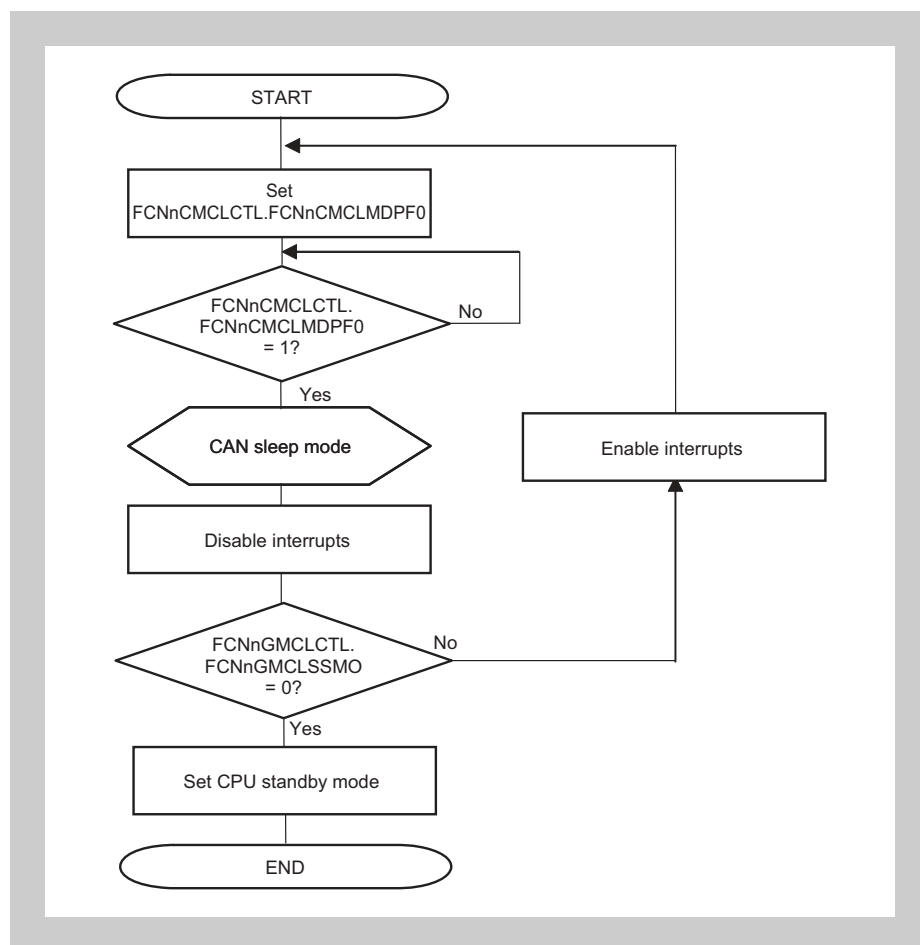 START
Set
FCNnCMCLCTL.FCNnCMCLMDPF0
FCNnCMCLCTL.
FCNnCMCLMDPF0
= 1?
No
Yes
CAN sleep mode
Enable interrupts
Disable interrupts
FCNnGMCLCTL.
FCNnGMCLSSMO
= 0?
No
Yes
Set CPU standby mode
END